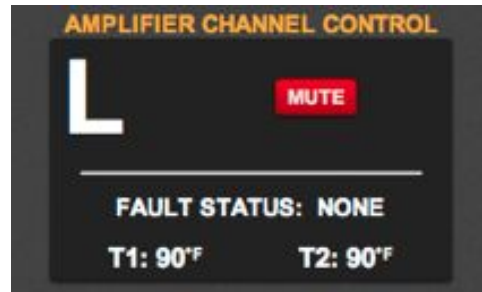 AMPLIFIER CHANNEL CONTROL
L
MUTE
FAULT STATUS: NONE
T1: 90°F T2: 90°F